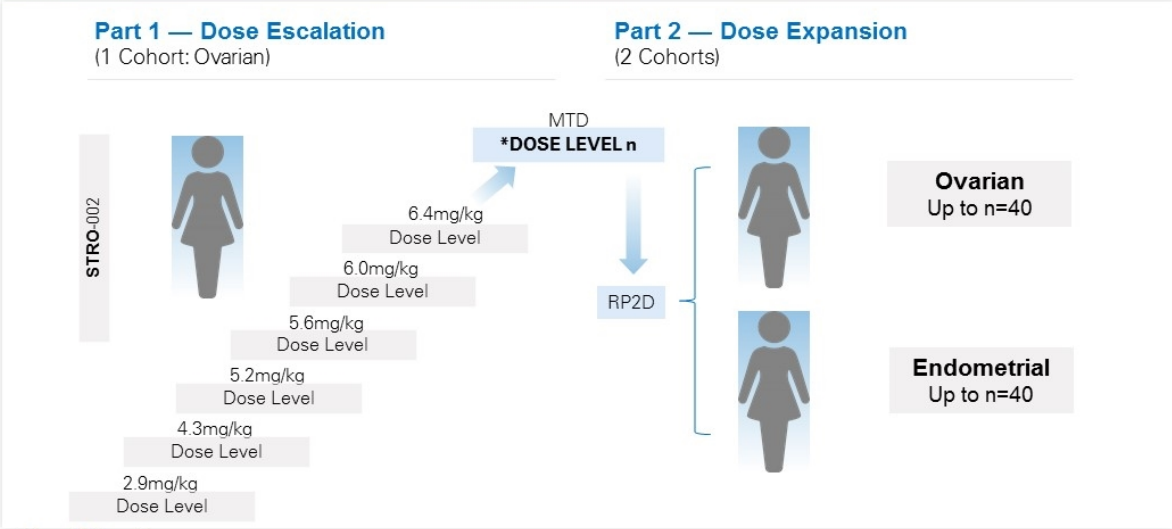 Part 1 — Dose Escalation
(1 Cohort: Ovarian)
Part 2 — Dose Expansion
(2 Cohorts)
STRO-002
MTD
*DOSE LEVEL n
6.4mg/kg
Dose Level
6.0mg/kg
Dose Level
5.6mg/kg
Dose Level
5.2mg/kg
Dose Level
4.3mg/kg
Dose Level
2.9mg/kg
Dose Level
RP2D
Ovarian
Up to n=40
Endometrial
Up to n=40